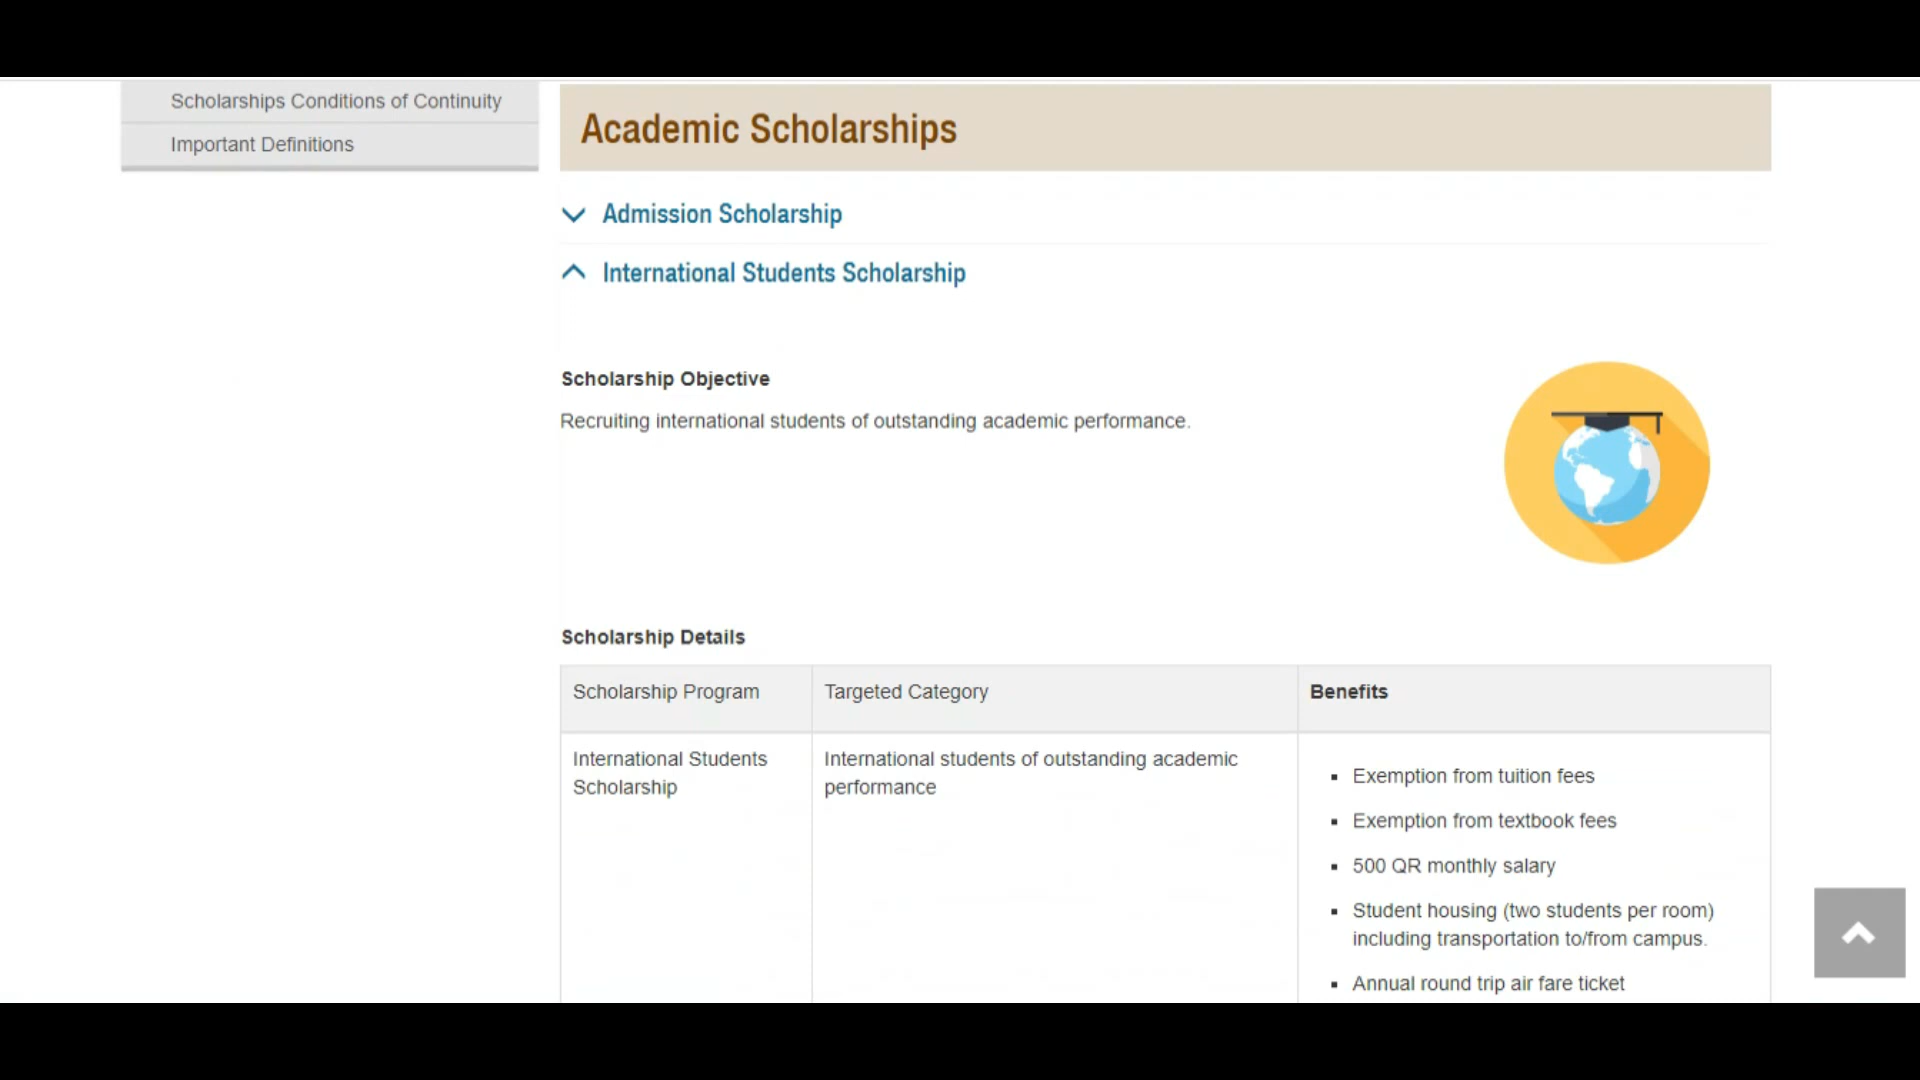 Scholarships Conditions of Continuity
Important Definitions
Academic Scholarships
Admission Scholarship
International Students Scholarship
Scholarship Objective
Recruiting international students of outstanding academic performance.
Scholarship Details
Scholarship Program
Targeted Category
Benefits
International Students
Scholarship
International students of outstanding academic
performance
Exemption from tuition fees
Exemption from textbook fees
500 QR monthly salary
Student housing (two students per room)
including transportation to/from campus.
Annual round trip air fare ticket